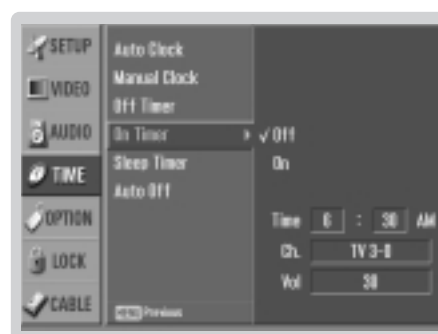 SETUP
VIDEO
AUDIO
TIME
OPTION
LOCK
CABLE
Auto Clock
Manual Clock
Off Timer
On Timer
Sleep Timer
Auto Off
MENU Previous
√ Off
On
Time 6 : 30 AM
Ch. TV 3-0
Vol 30